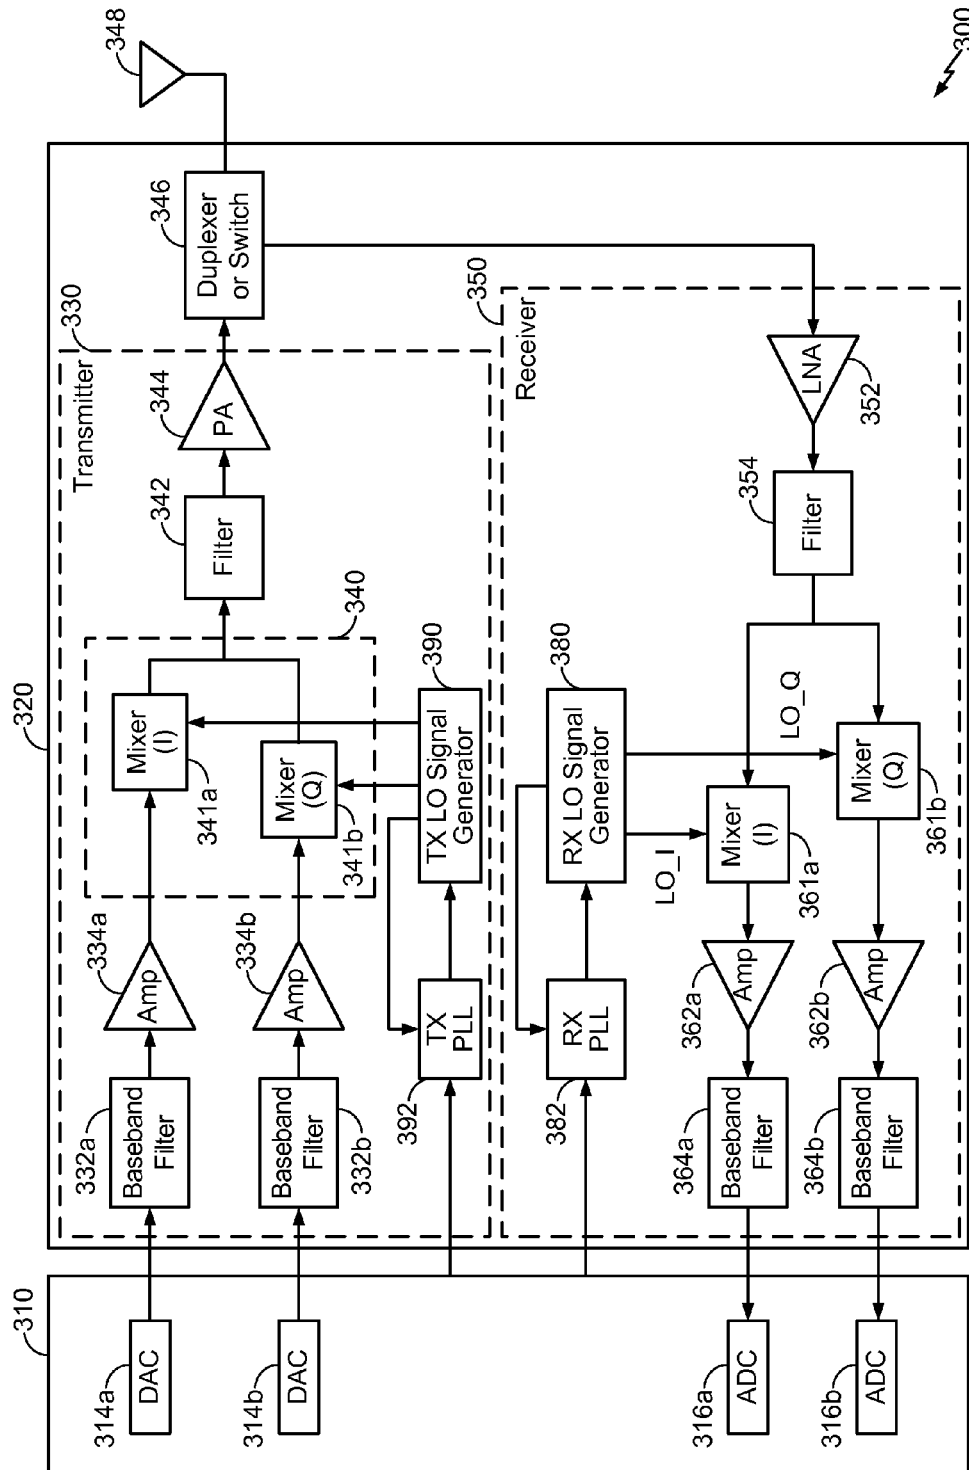 300
310
320
314a
DAC
314b
DAC
316a
ADC
316b
ADC
330
Transmitter
332a
Baseband
Filter
334a
Amp
332b
Baseband
Filter
334b
Amp
340
Mixer
(I)
341a
Mixer
(Q)
341b
342
Filter
344
PA
346
Duplexer
or Switch
348
392
TX
PLL
390
TX LO Signal
Generator
350
Receiver
LNA
352
354
Filter
382
RX
PLL
380
RX LO Signal
Generator
LO_I
LO_Q
Mixer
(I)
361a
Mixer
(Q)
361b
362a
Amp
362b
Amp
364a
Baseband
Filter
364b
Baseband
Filter